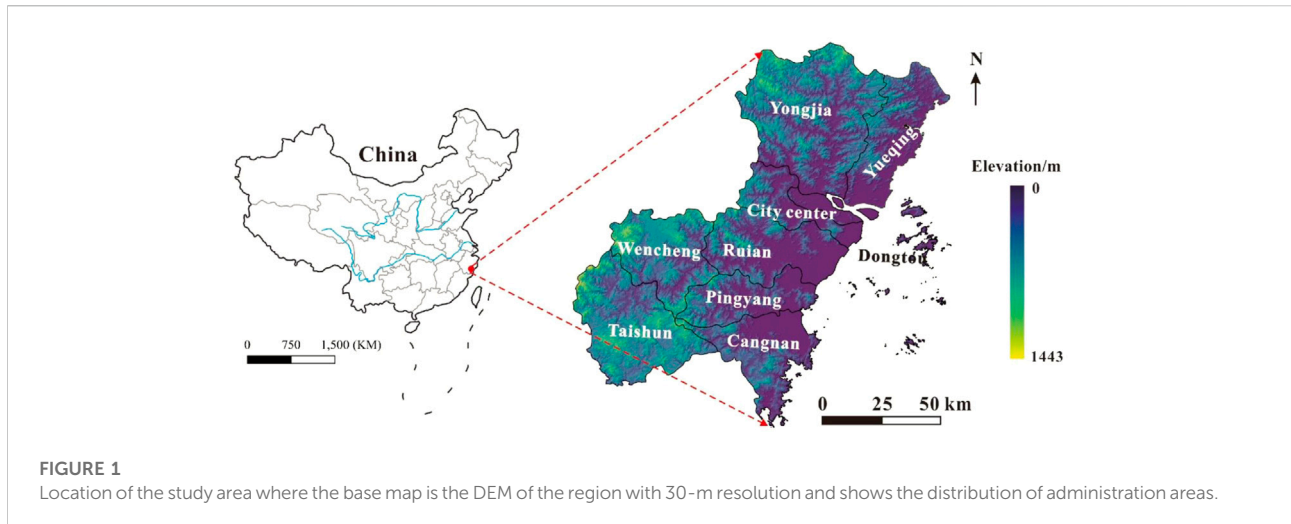 China
0 750 1,500 (KM)
N
Yongjia
Yueqing
City center
Wencheng
Ruian
Dongtou
Pingyang
Taishun
Cangnan
Elevation/m
0
1443
0 25 50 km
FIGURE 1
Location of the study area where the base map is the DEM of the region with 30-m resolution and shows the distribution of administration areas.